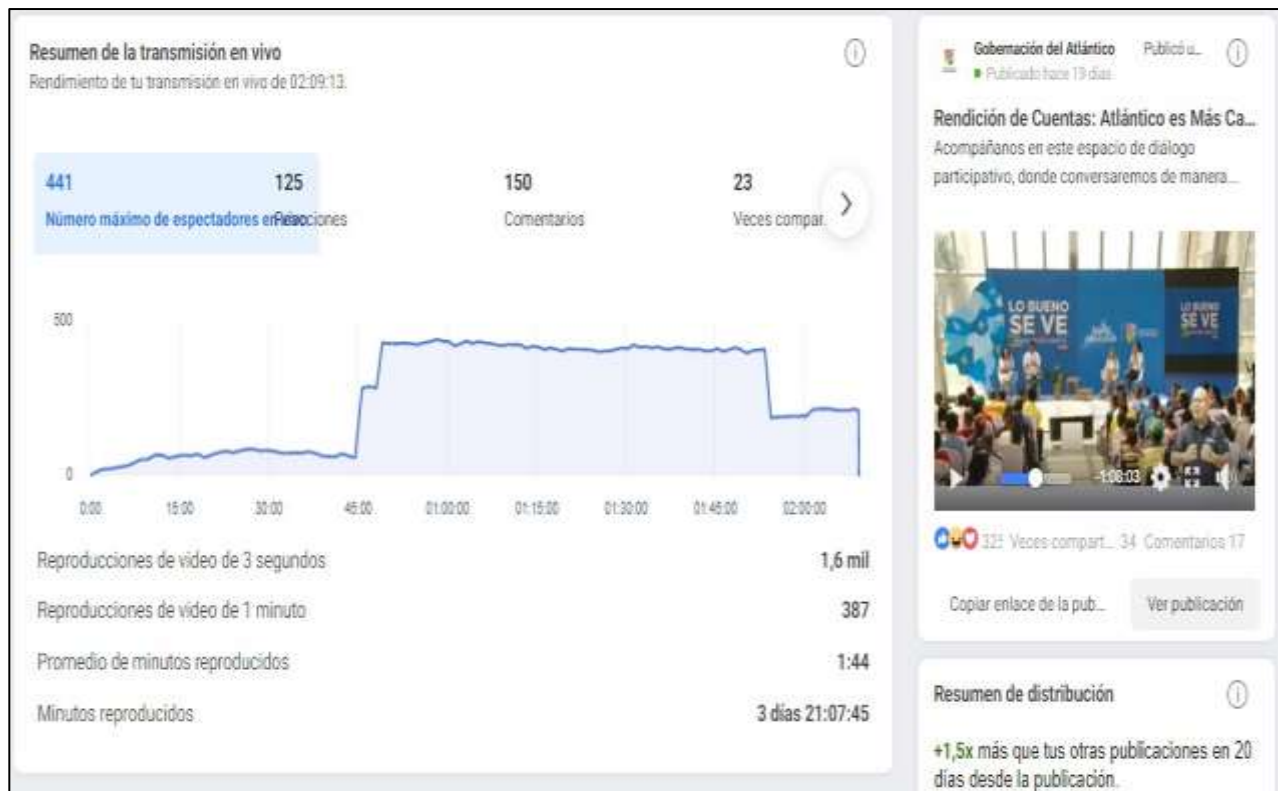 Resumen de la transmisión en vivo
Rendimiento de tu transmisión en vivo de 02:09:13.
441
Número máximo de espectadores en vivo
125
Reacciones
150
Comentarios
23
Veces compar
500
0
0:00 15:00 30:00 45:00 01:00:00 01:15:00 01:30:00 01:45:00 02:00:00
Reproducciones de video de 3 segundos 1,6 mil
Reproducciones de video de 1 minuto 387
Promedio de minutos reproducidos 1:44
Minutos reproducidos 3 días 21:07:45
Gobernación del Atlántico Publicó u...
Publicado hace 19 días
Rendición de Cuentas: Atlántico es Más Ca...
Acompáñanos en este espacio de diálogo
participativo, donde conversaremos de manera...
LO BUENO
SE VE
LO BUENO
SE VE
-1:08:03
Veces compart... 34 Comentarios 17
Copiar enlace de la pub... Ver publicación
Resumen de distribución
+1,5x más que tus otras publicaciones en 20
días desde la publicación.